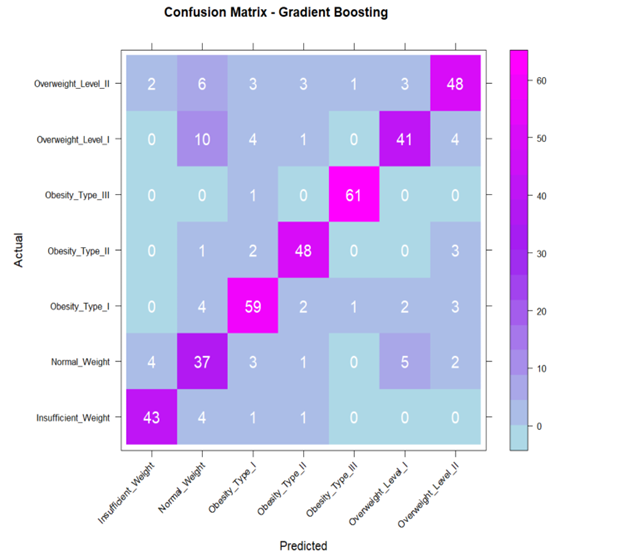 Confusion Matrix - Gradient Boosting
Overweight_Level_II 2 6 3 3 1 3 48
Overweight_Level_I 0 10 4 1 0 41 4
Obesity_Type_III 0 0 1 0 61 0 0
Obesity_Type_II 0 1 2 48 0 0 3
Obesity_Type_I 0 4 59 2 1 2 3
Normal_Weight 4 37 3 1 0 5 2
Insufficient_Weight 43 4 1 1 0 0 0
Actual
Insufficient_Weight
Normal_Weight
Obesity_Type_I
Obesity_Type_II
Obesity_Type_III
Overweight_Level_I
Overweight_Level_II
Predicted
60
50
40
30
20
10
0